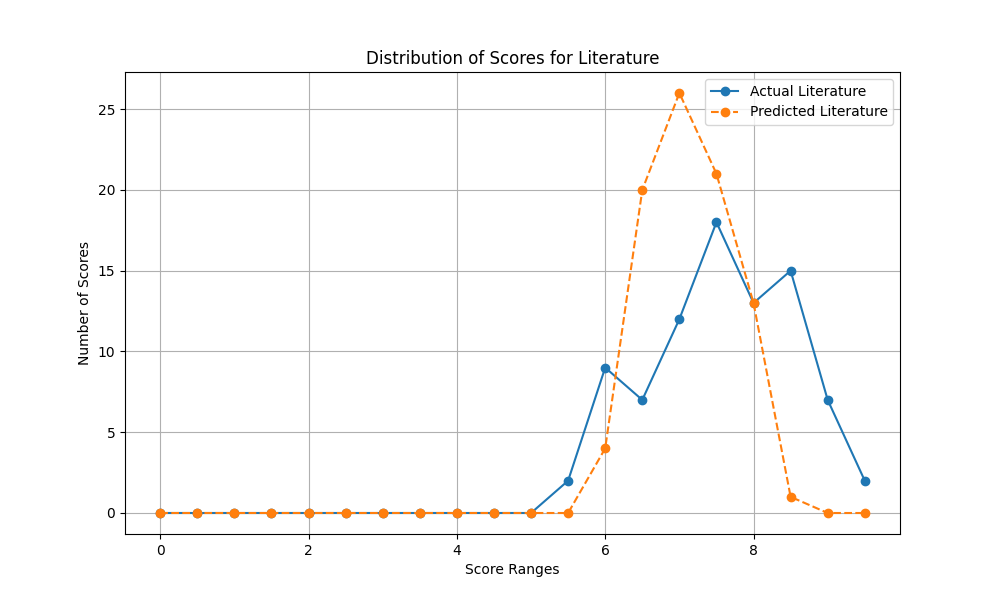 Distribution of Scores for Literature
Actual Literature
Predicted Literature
Number of Scores
25
20
15
10
5
0
0 2 4 6 8
Score Ranges